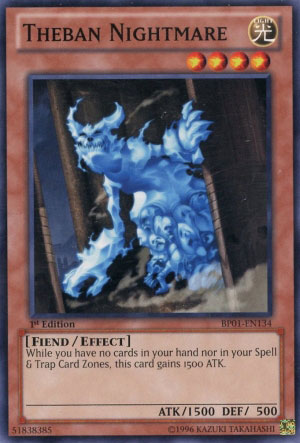 THEBAN NIGHTMARE
LIGHT
光
1st Edition
BP01-EN134
[FIEND / EFFECT]
While you have no cards in your hand nor in your Spell
& Trap Card Zones, this card gains 1500 ATK.
ATK/1500 DEF/ 500
51838385
©1996 KAZUKI TAKAHASHI